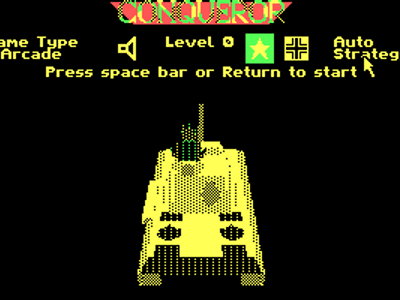 CONQUEROR
ame Type
Arcade
Level 0
Auto
Strateg
Press space bar or Return to start